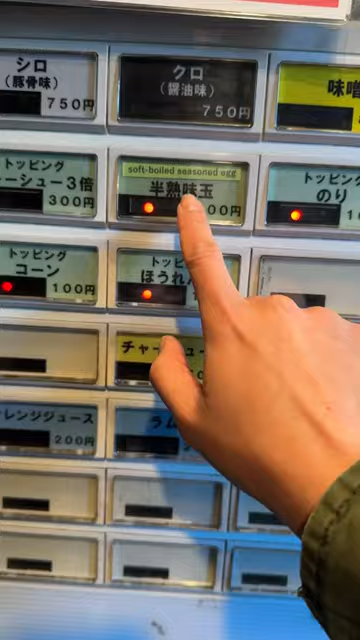 シロ
(豚骨味)
750円
クロ
(醤油味)
750円
味噌
トッピング
ーシュー3倍
300円
soft-boiled seasoned egg
半熟味玉
00円
トッピン
のり
トッピング
コーン
100円
トッピ
ほうれ
チャーシュー
レンジジュース
200円
ラム